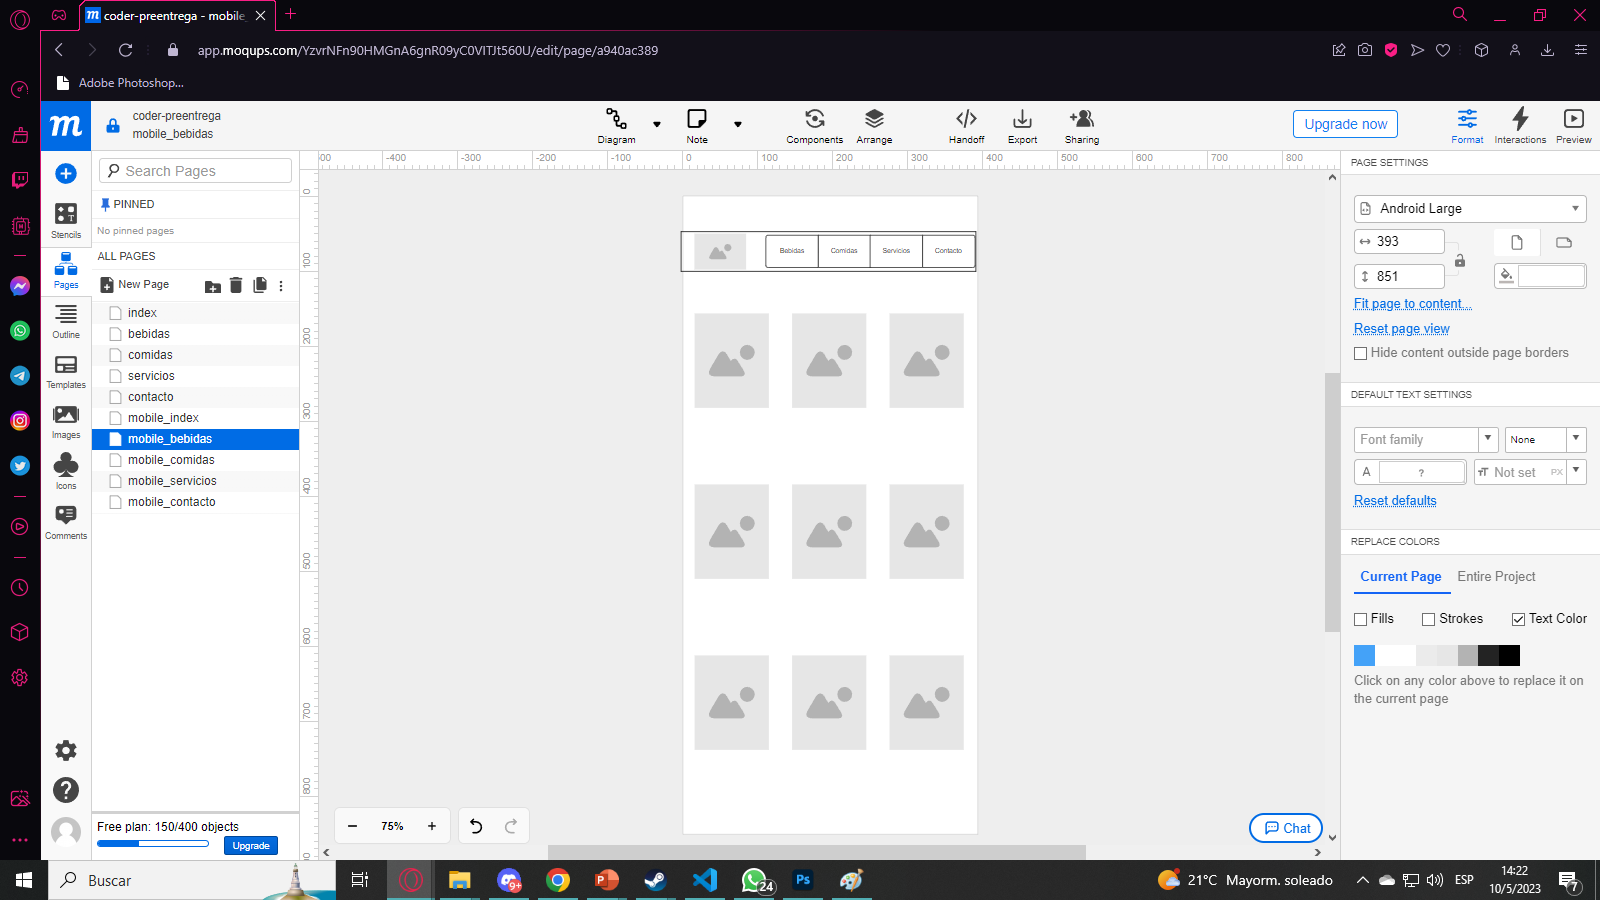 coder-preentrega - mobile_
app.moqups.com/YzvrNFn90HMGnA6gnR09yC0VITJt560U/edit/page/a940ac389
Adobe Photoshop...
m
coder-preentrega
mobile_bebidas
Diagram
Note
Components
Arrange
Handoff
Export
Sharing
Upgrade now
Format
Interactions
Preview
Search Pages
PINNED
No pinned pages
ALL PAGES
New Page
index
bebidas
comidas
servicios
contacto
mobile_index
mobile_bebidas
mobile_comidas
mobile_servicios
mobile_contacto
Stencils
Pages
Outline
Templates
Images
Icons
Comments
Free plan: 150/400 objects
Upgrade
-400 -300 -200 -100 0 100 200 300 400 500 600 700 800
0
100
200
300
400
500
600
700
800
Bebidas Comidas Servicios Contacto
75%
Chat
PAGE SETTINGS
Android Large
393
851
Fit page to content...
Reset page view
Hide content outside page borders
DEFAULT TEXT SETTINGS
Font family
None
A ?
Not set PX
Reset defaults
REPLACE COLORS
Current Page Entire Project
Fills Strokes Text Color
Click on any color above to replace it on
the current page
Buscar
9+
24
Ps
21°C Mayorm. soleado
ESP
14:22
10/5/2023
7